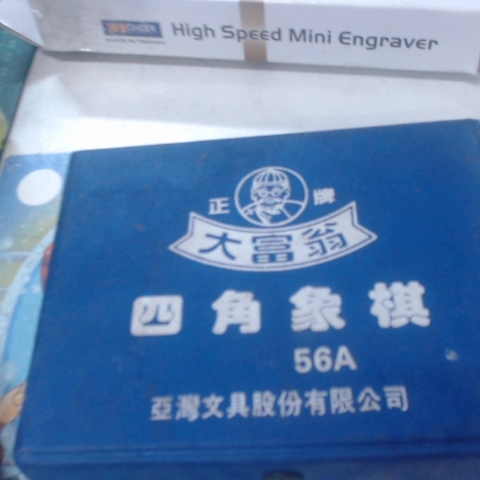 High Speed Mini Engraver
正牌
大富翁
四角象棋
56A
亞灣文具股份有限公司